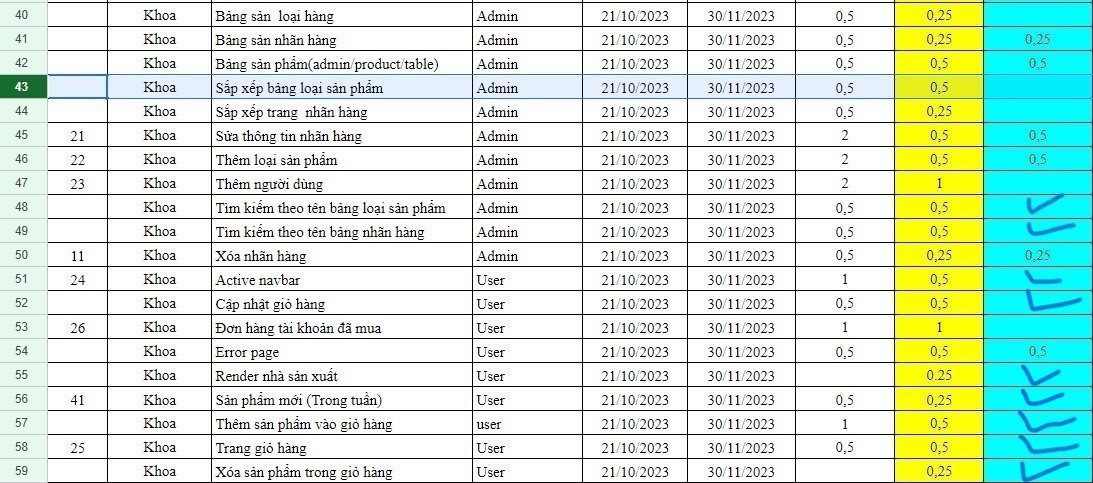 40 Khoa Bảng sản loại hàng Admin 21/10/2023 30/11/2023 0,5 0,25
41 Khoa Bảng sản nhãn hàng Admin 21/10/2023 30/11/2023 0,5 0,25 0,25
42 Khoa Bảng sản phẩm(admin/product/table) Admin 21/10/2023 30/11/2023 0,5 0,5 0,5
43 Khoa Sắp xếp bảng loại sản phẩm Admin 21/10/2023 30/11/2023 0,5 0,5
44 Khoa Sắp xếp trang nhãn hàng Admin 21/10/2023 30/11/2023 0,5 0,25
45 21 Khoa Sửa thông tin nhãn hàng Admin 21/10/2023 30/11/2023 2 0,5 0,5
46 22 Khoa Thêm loại sản phẩm Admin 21/10/2023 30/11/2023 2 0,5 0,5
47 23 Khoa Thêm người dùng Admin 21/10/2023 30/11/2023 2 1
48 Khoa Tìm kiếm theo tên bảng loại sản phẩm Admin 21/10/2023 30/11/2023 0,5 0,5
49 Khoa Tìm kiếm theo tên bảng nhãn hàng Admin 21/10/2023 30/11/2023 0,5 0,5
50 11 Khoa Xóa nhãn hàng Admin 21/10/2023 30/11/2023 0,5 0,25 0,25
51 24 Khoa Active navbar User 21/10/2023 30/11/2023 1 0,5
52 Khoa Cập nhật giỏ hàng User 21/10/2023 30/11/2023 0,5 0,5
53 26 Khoa Đơn hàng tài khoản đã mua User 21/10/2023 30/11/2023 1 1
54 Khoa Error page User 21/10/2023 30/11/2023 0,5 0,5 0,5
55 Khoa Render nhà sản xuất User 21/10/2023 30/11/2023 0.25
56 41 Khoa Sản phẩm mới (Trong tuần) User 21/10/2023 30/11/2023 0,5 0,25
57 Khoa Thêm sản phẩm vào giỏ hàng user 21/10/2023 30/11/2023 1 0,5
58 25 Khoa Trang giỏ hàng User 21/10/2023 30/11/2023 0,5 0,5
59 Khoa Xóa sản phẩm trong giỏ hàng User 21/10/2023 30/11/2023 0,25